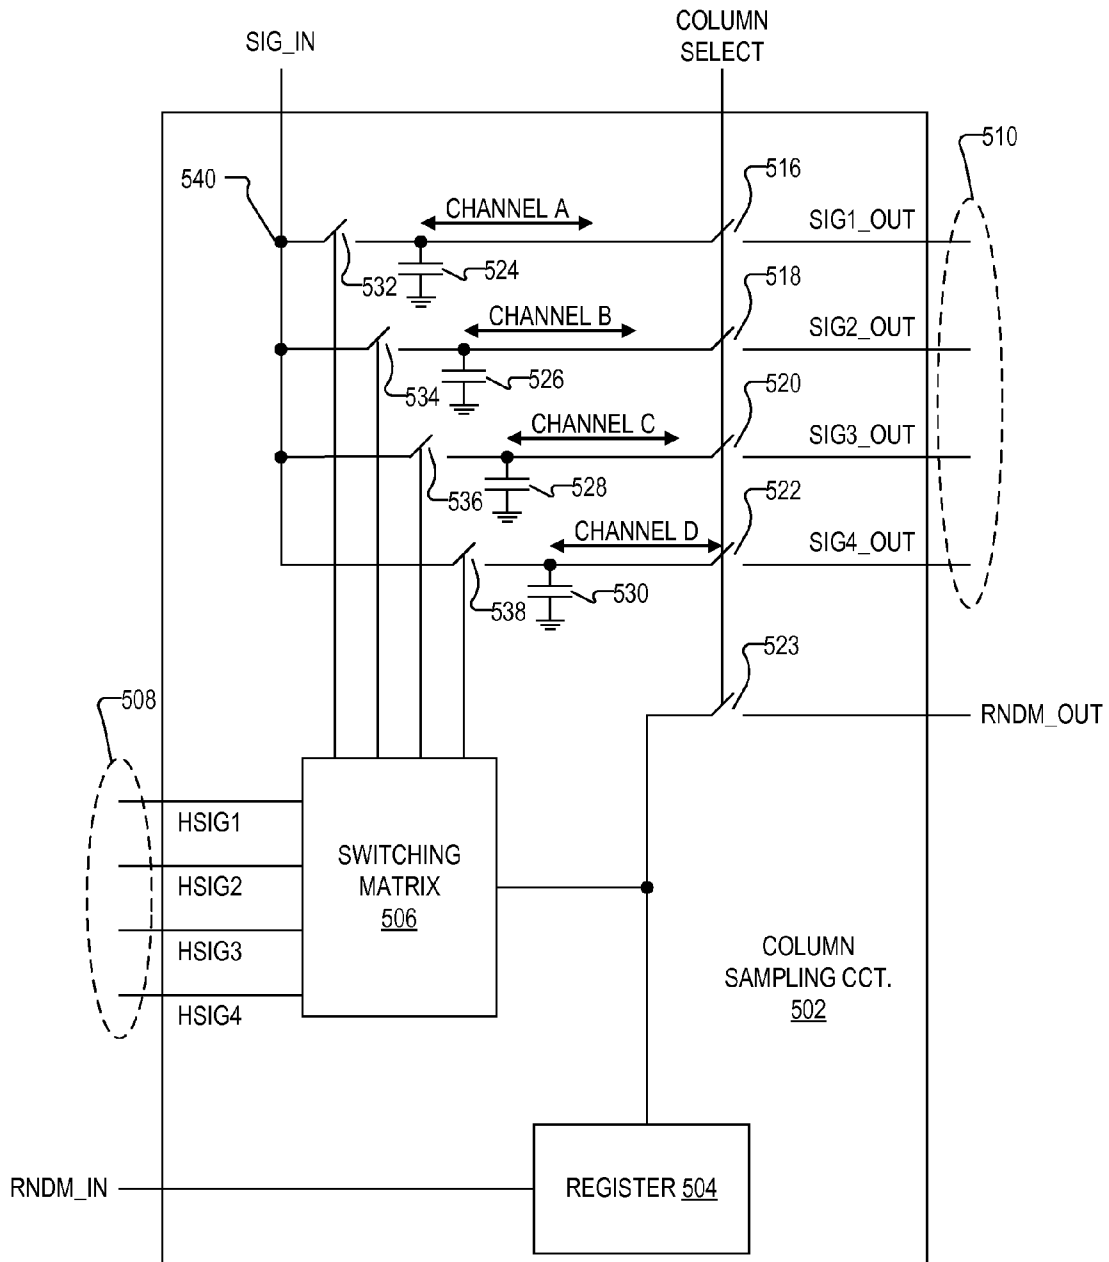 COLUMN
SELECT
SIG_IN
510
516
540
CHANNEL A
SIG1_OUT
524
532
518
CHANNEL B
SIG2_OUT
526
534
520
CHANNEL C
SIG3_OUT
528
536
522
CHANNEL D
SIG4_OUT
530
538
523
508
RNDM_OUT
HSIG1
HSIG2
HSIG3
HSIG4
SWITCHING
MATRIX
506
COLUMN
SAMPLING CCT.
502
RNDM_IN
REGISTER 504